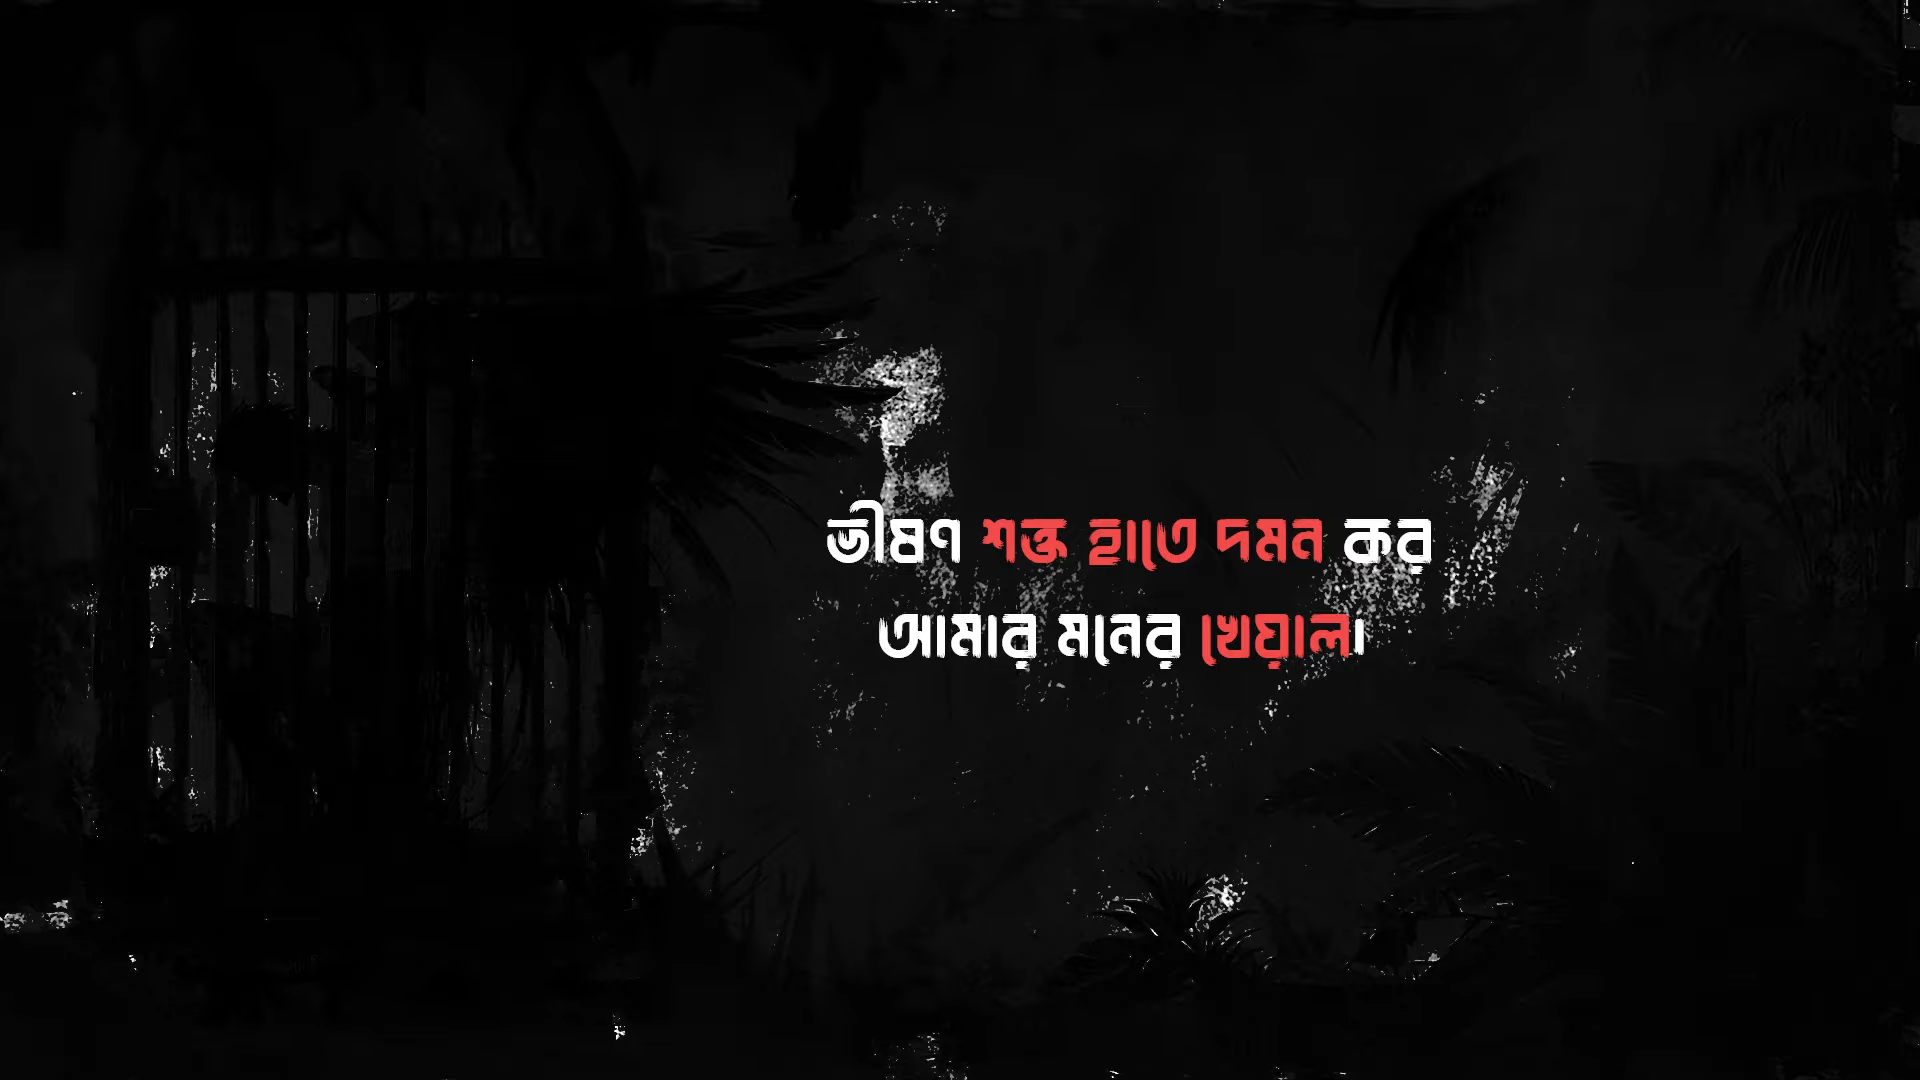 ভীষণ শক্ত হাতে দমন কর
আমার মনের খেয়াল।